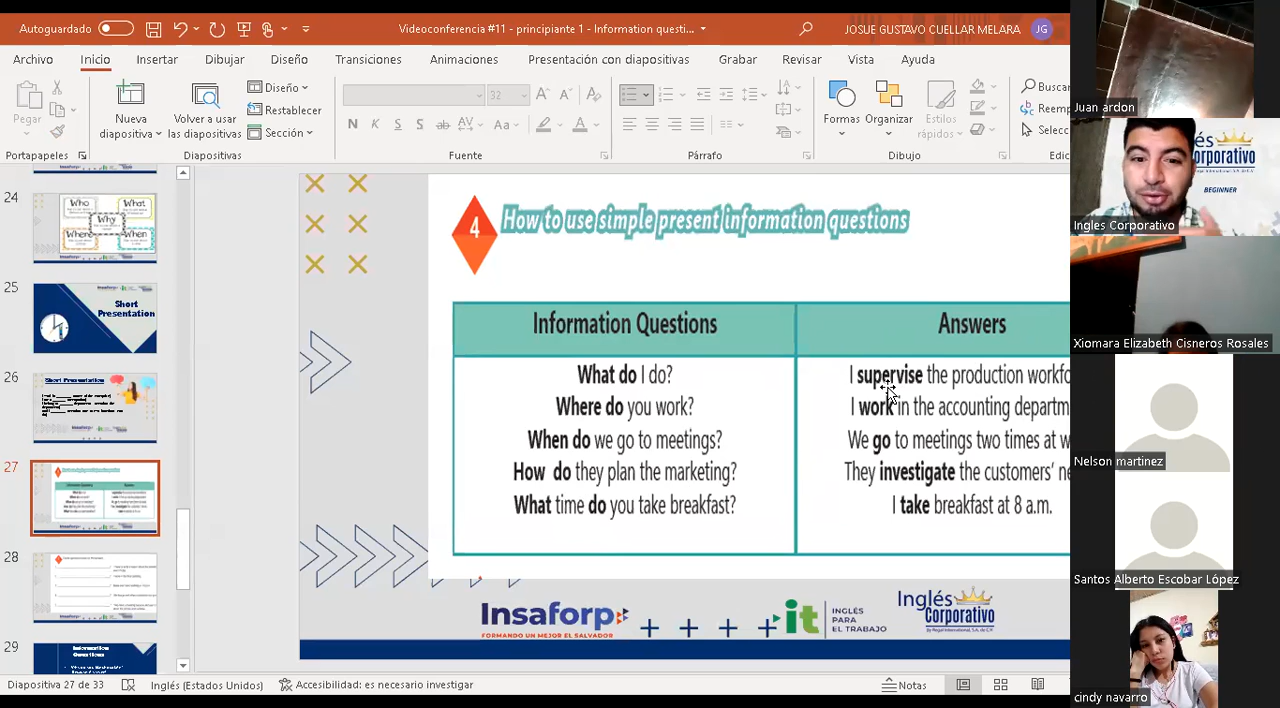 Autoguardado
Videoconferencia #11 - principiante 1 - Information questi...
JOSUE GUSTAVO CUELLAR MELARA
JG
Archivo
Inicio
Insertar
Dibujar
Diseño
Transiciones
Animaciones
Presentación con diapositivas
Grabar
Revisar
Vista
Ayuda
Pegar
Nueva
diapositiva
Volver a usar
las diapositivas
Diseño
Restablecer
Sección
32
Formas
Organizar
Estilos
rápidos
Portapapeles
Diapositivas
Fuente
Párrafo
Dibujo
24
Who
What
Why
When
25
Short
Presentation
26
Short Presentation
27
28
29
Information
Questions
4
How to use simple present information questions
Information Questions
Answers
What do I do?
I supervise the production workfo
Where do you work?
I work in the accounting departm
When do we go to meetings?
We go to meetings two times at w
How do they plan the marketing?
They investigate the customers' ne
What time do you take breakfast?
I take breakfast at 8 a.m.
Insaforp
FORMANDO UN MEJOR EL SALVADOR
it
INGLÉS
PARA
EL TRABAJO
Inglés
Corporativo
Diapositiva 27 de 33
Inglés (Estados Unidos)
Accesibilidad: es necesario investigar
Notas
Juan ardon
BEGINNER
Ingles Corporativo
Xiomara Elizabeth Cisneros Rosales
Nelson martinez
Santos Alberto Escobar López
cindy navarro